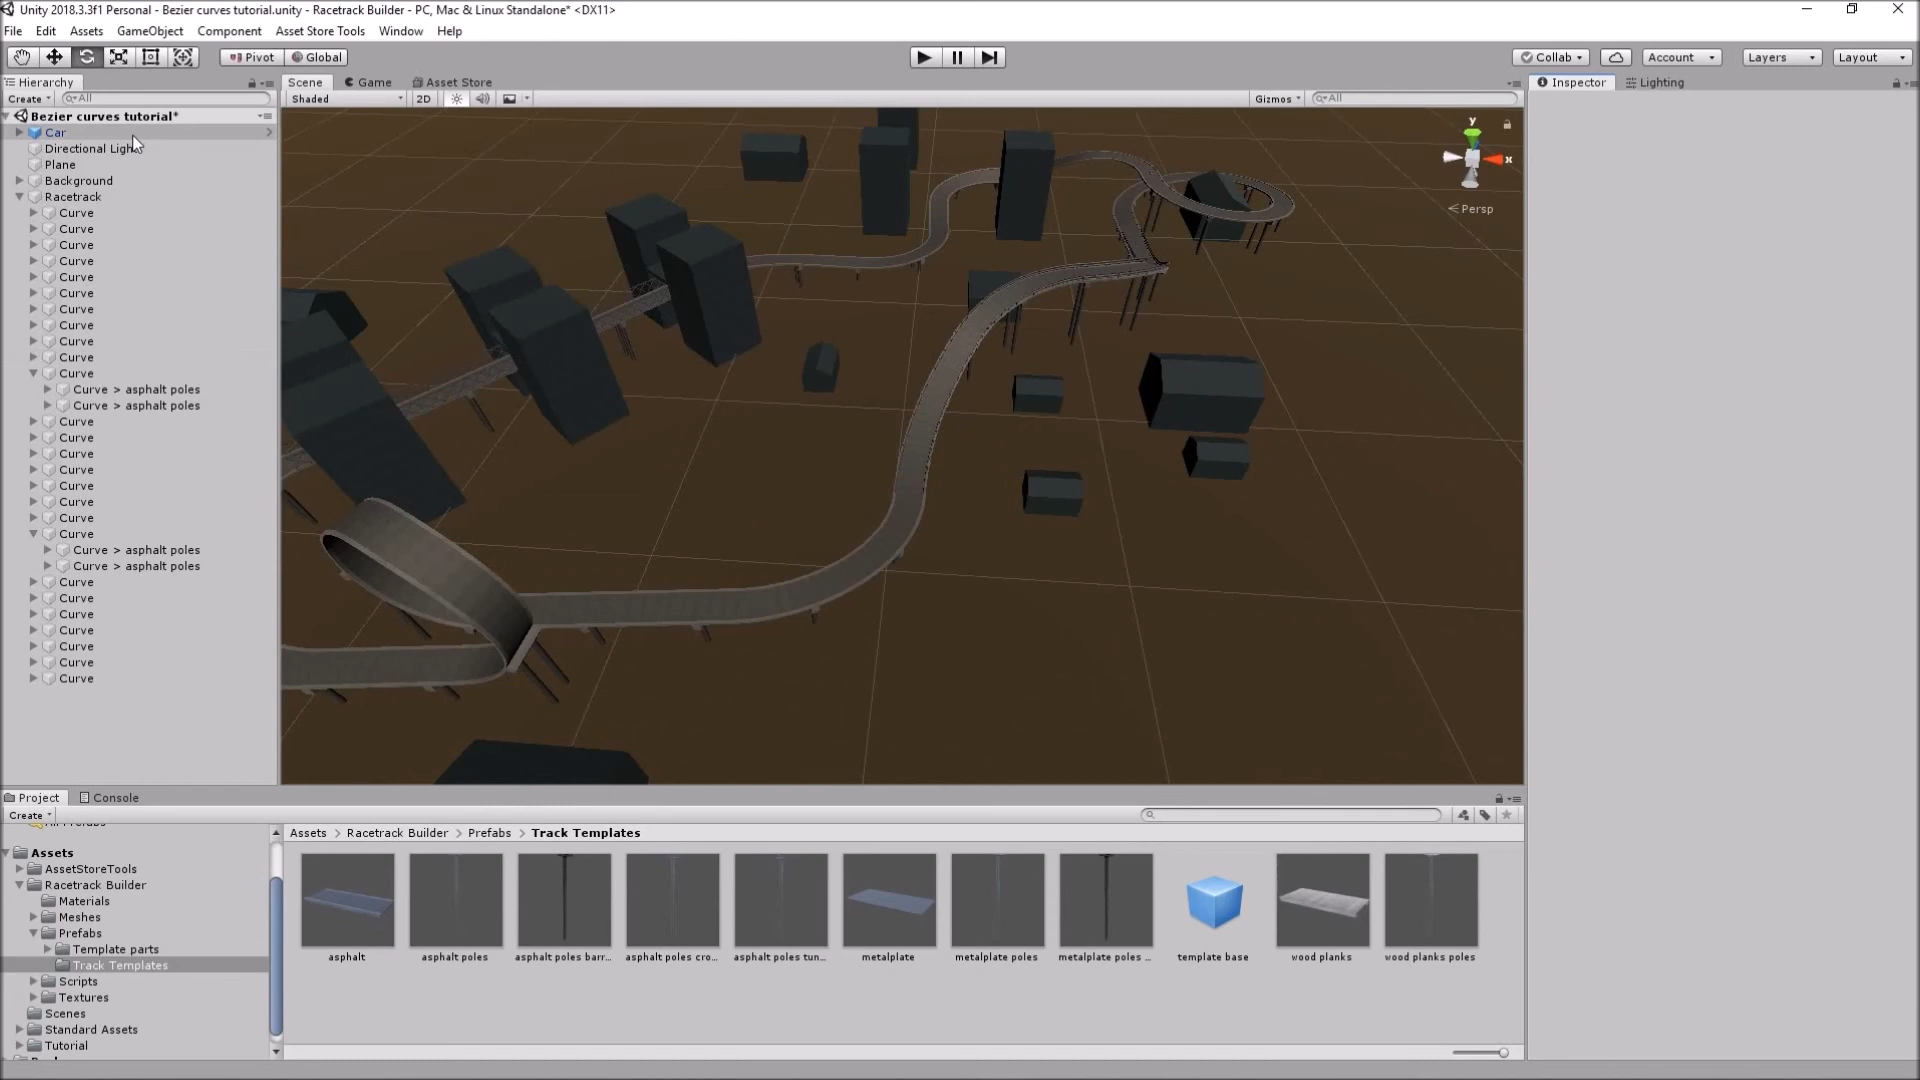 Unity 2018.3.3f1 Personal - Bezier curves tutorial.unity - Racetrack Builder - PC, Mac & Linux Standalone* <DX11>
File Edit Assets GameObject Component Asset Store Tools Window Help
Pivot Global Collab Account Layers Layout
Hierarchy Scene Game Asset Store Inspector Lighting
Create All Shaded 2D Gizmos All
Bezier curves tutorial*
Car
Directional Light
Plane
Background
Racetrack
Curve
Curve
Curve
Curve
Curve
Curve
Curve
Curve
Curve
Curve
Curve
Curve > asphalt poles
Curve > asphalt poles
Curve
Curve
Curve
Curve
Curve
Curve
Curve
Curve
Curve > asphalt poles
Curve > asphalt poles
Curve
Curve
Curve
Curve
Curve
Curve
Curve
y
x
Persp
Project Console
Create
Assets > Racetrack Builder > Prefabs > Track Templates
Assets
AssetStoreTools
Racetrack Builder
Materials
Meshes
Prefabs
Template parts
Track Templates
Scripts
Textures
Scenes
Standard Assets
Tutorial
asphalt asphalt poles asphalt poles barr... asphalt poles cro... asphalt poles tun... metalplate metalplate poles metalplate poles ... template base wood planks wood planks poles